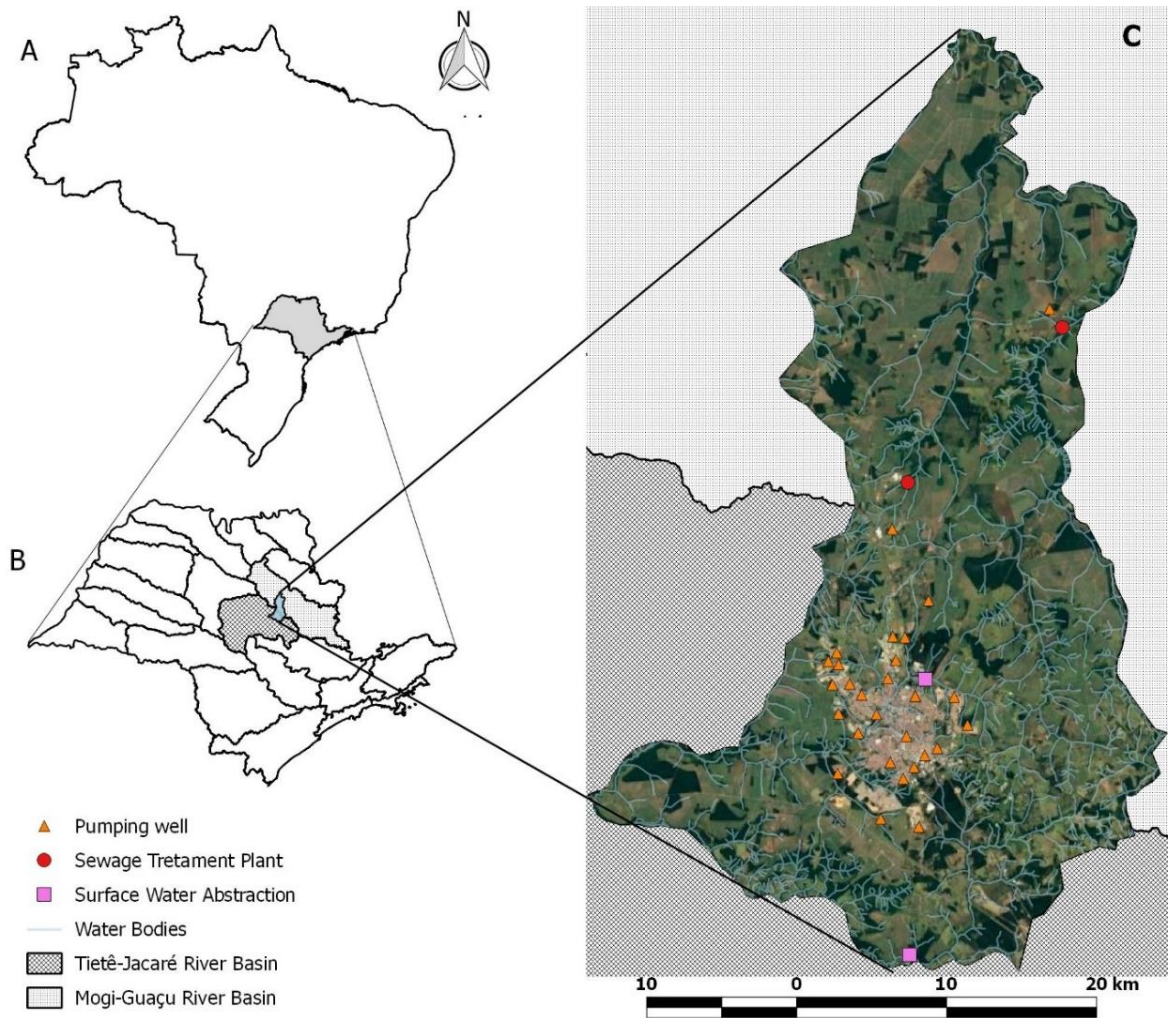 A
N
C
B
Pumping well
Sewage Tretament Plant
Surface Water Abstraction
Water Bodies
Tietê-Jacaré River Basin
Mogi-Guaçu River Basin
10 0 10 20 km